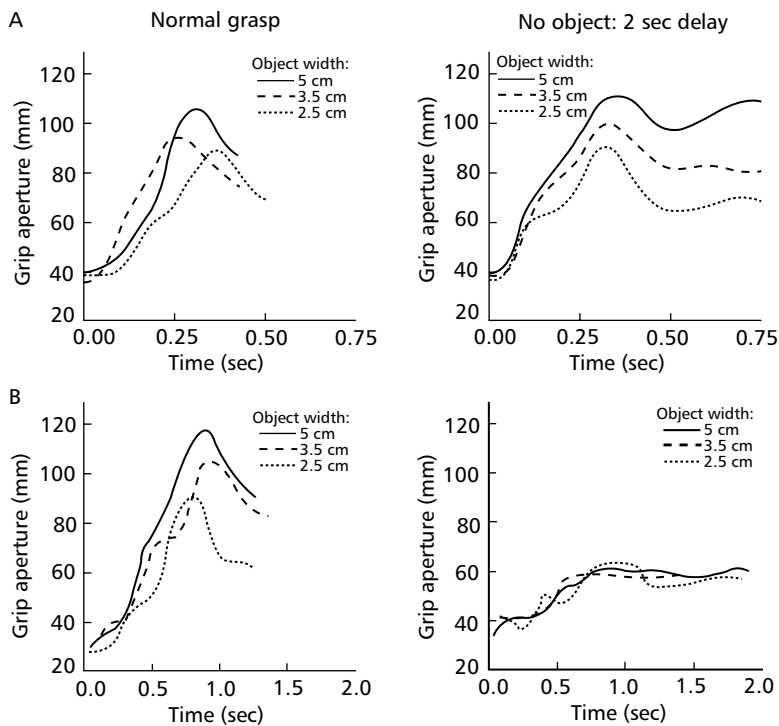 A
Normal grasp
No object: 2 sec delay
Object width:
5 cm
3.5 cm
2.5 cm
120
100
80
60
40
20
Grip aperture (mm)
0.00 0.25 0.50 0.75
Time (sec)
Object width:
5 cm
3.5 cm
2.5 cm
120
100
80
60
40
20
Grip aperture (mm)
0.00 0.25 0.50 0.75
Time (sec)
B
Object width:
5 cm
3.5 cm
2.5 cm
120
100
80
60
40
20
Grip aperture (mm)
0.0 0.5 1.0 1.5 2.0
Time (sec)
Object width:
5 cm
3.5 cm
2.5 cm
120
100
80
60
40
20
Grip aperture (mm)
0.0 0.5 1.0 1.5 2.0
Time (sec)